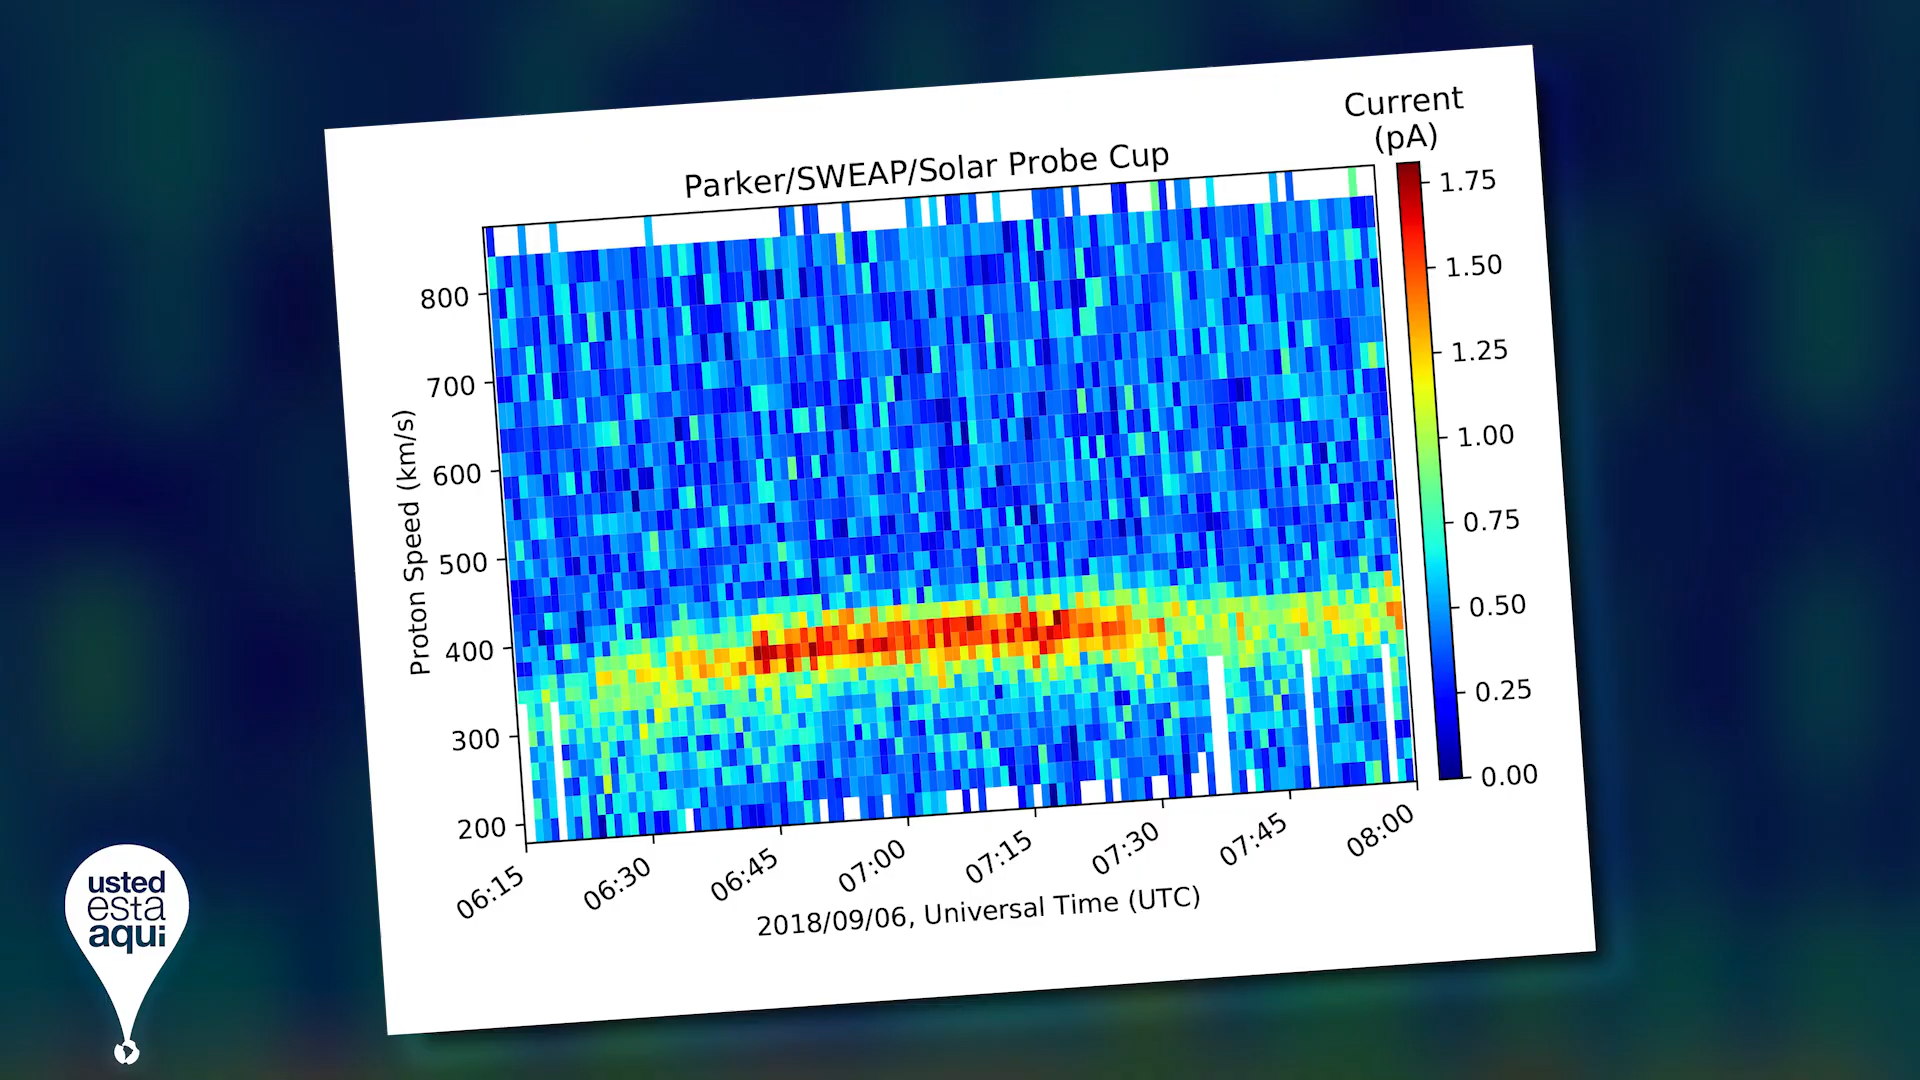 Current
(pA)
Parker/SWEAP/Solar Probe Cup
Proton Speed (km/s)
800
700
600
500
400
300
200
06:15
06:30
06:45
07:00
07:15
07:30
07:45
08:00
2018/09/06, Universal Time (UTC)
1.75
1.50
1.25
1.00
0.75
0.50
0.25
0.00
usted
esta
aqui